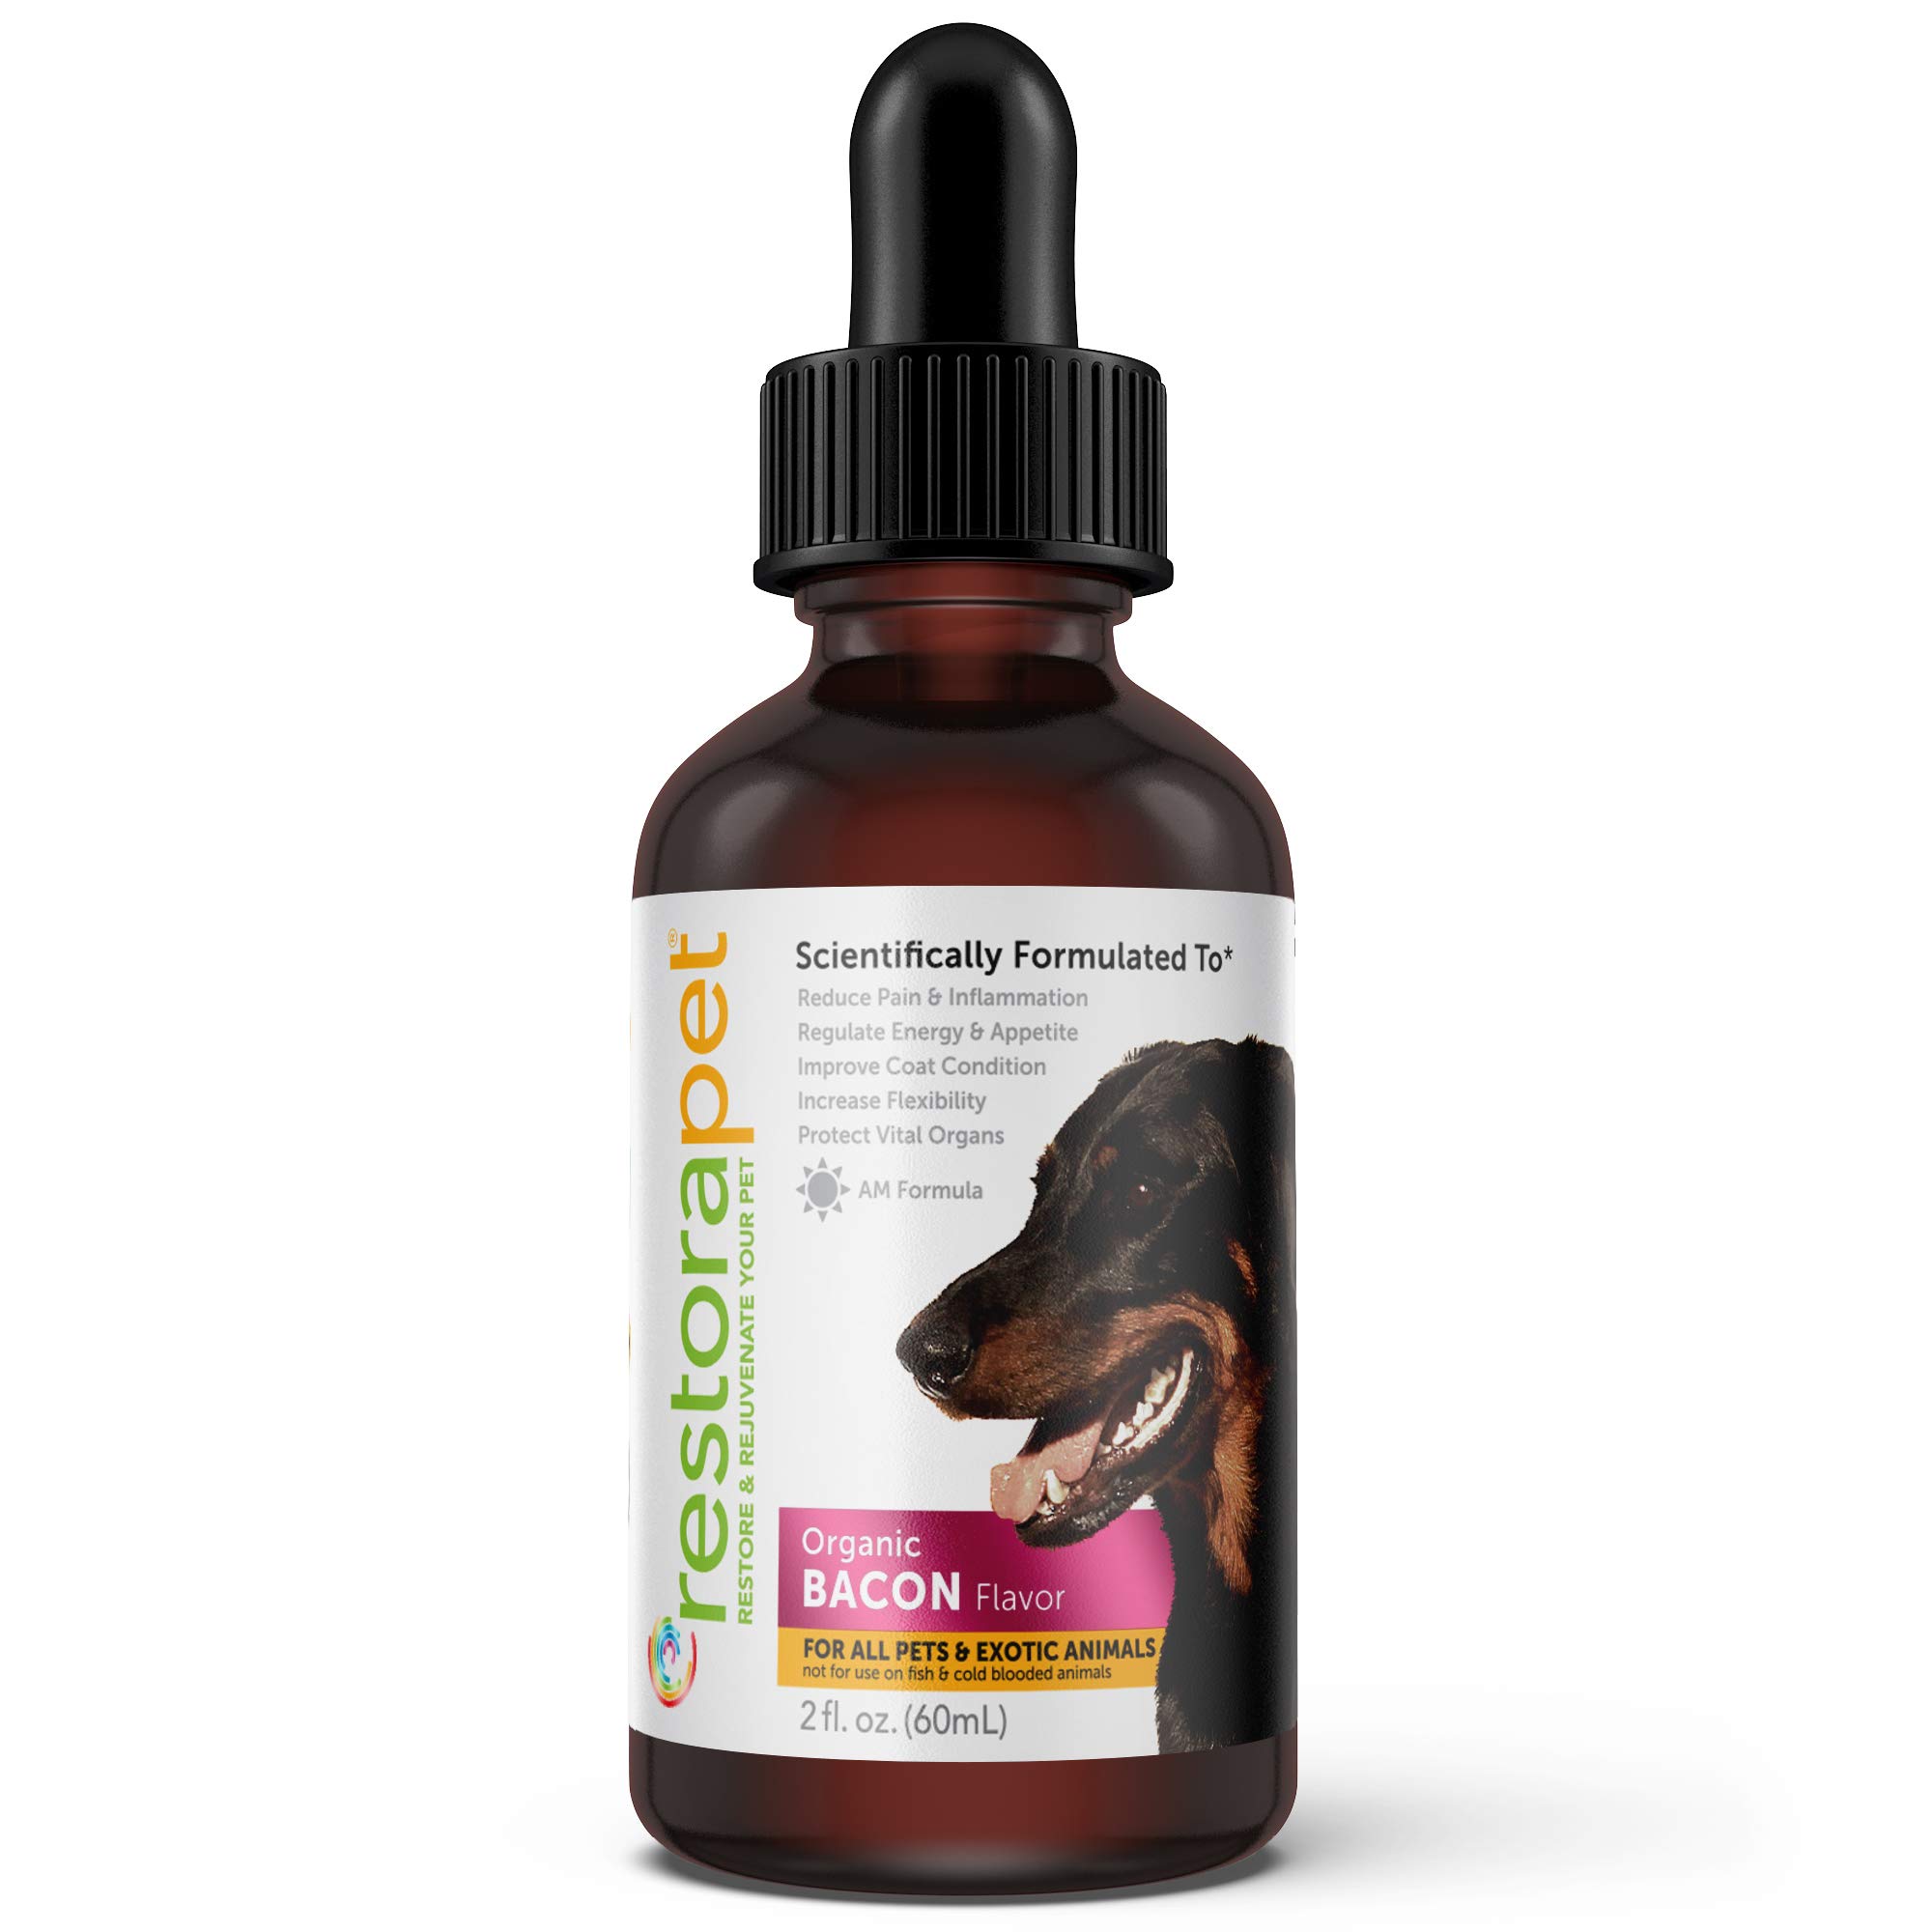 restorapet®
RESTORE & REJUVENATE YOUR PET
Scientifically Formulated To*
Reduce Pain & Inflammation
Regulate Energy & Appetite
Improve Coat Condition
Increase Flexibility
Protect Vital Organs
AM Formula
Organic
BACON Flavor
FOR ALL PETS & EXOTIC ANIMALS
not for use on fish & cold blooded animals
2 fl. oz. (60mL)